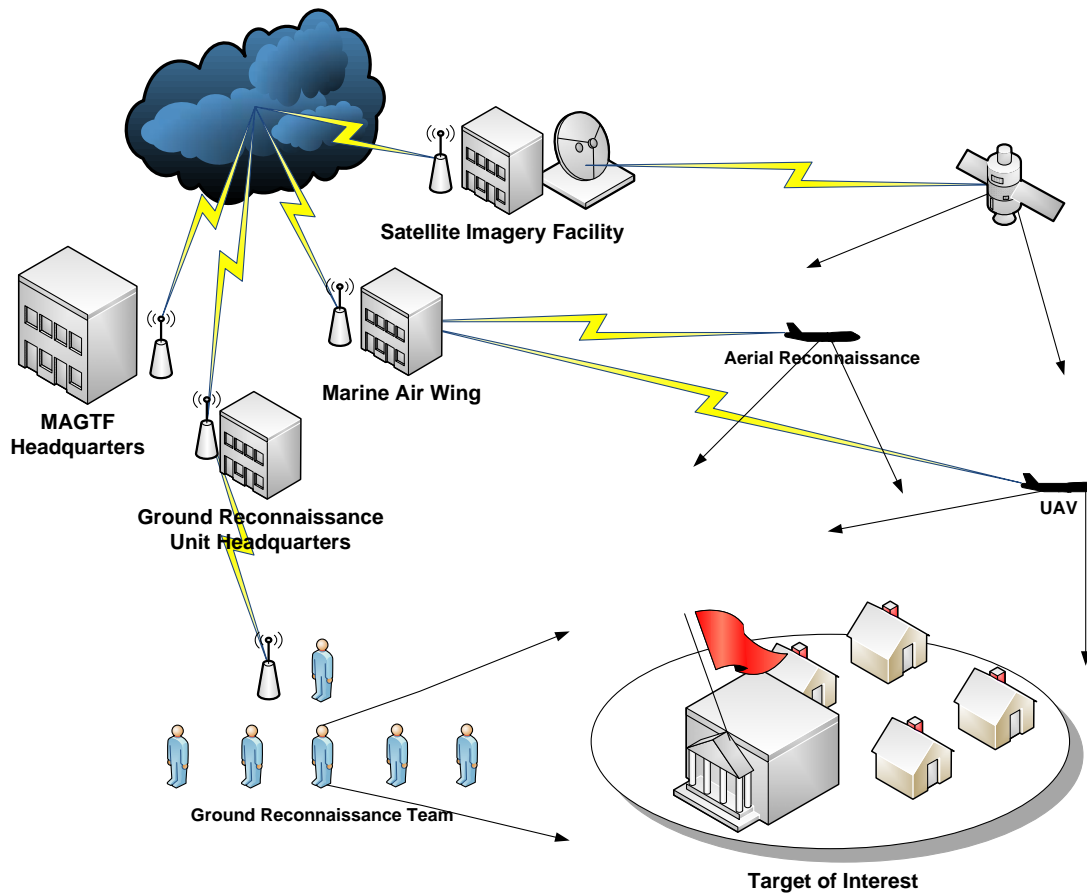 Satellite Imagery Facility
Aerial Reconnaissance
Marine Air Wing
MAGTF
Headquarters
UAV
Ground Reconnaissance
Unit Headquarters
Ground Reconnaissance Team
Target of Interest